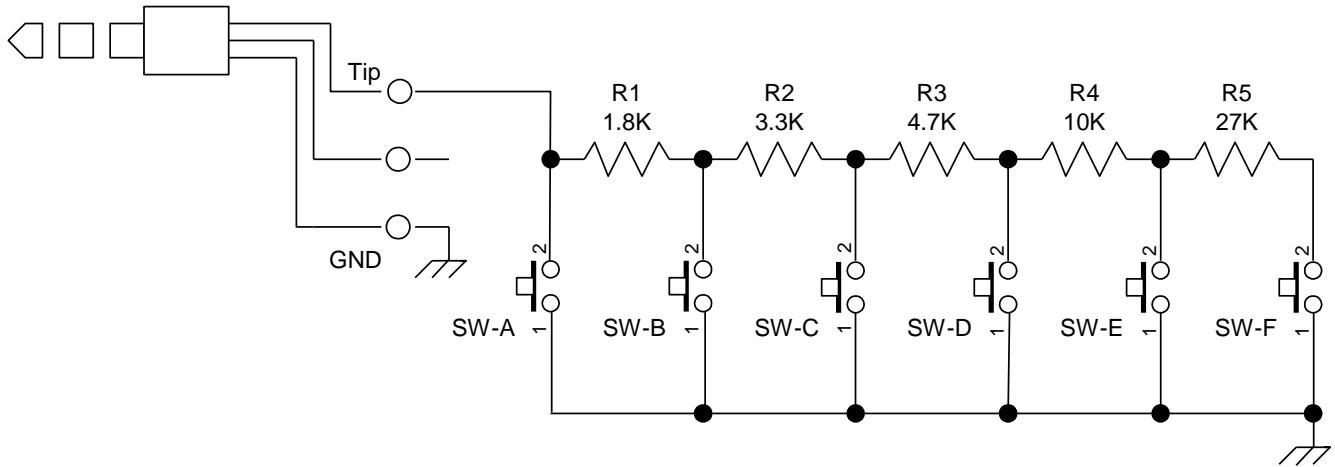 Tip
GND
R1
1.8K
R2
3.3K
R3
4.7K
R4
10K
R5
27K
2
2
2
2
2
2
SW-A
SW-B
SW-C
SW-D
SW-E
SW-F
1
1
1
1
1
1